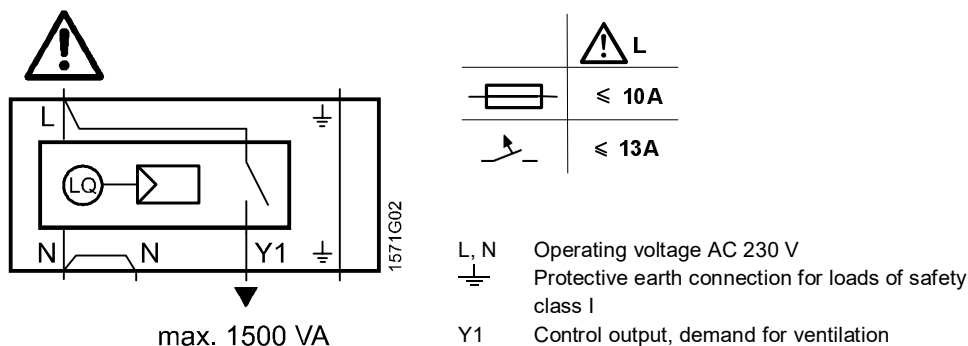 L
L
≤ 10A
≤ 13A
LQ
N N Y1
1571G02
max. 1500 VA
L, N Operating voltage AC 230 V
Protective earth connection for loads of safety
class I
Y1 Control output, demand for ventilation